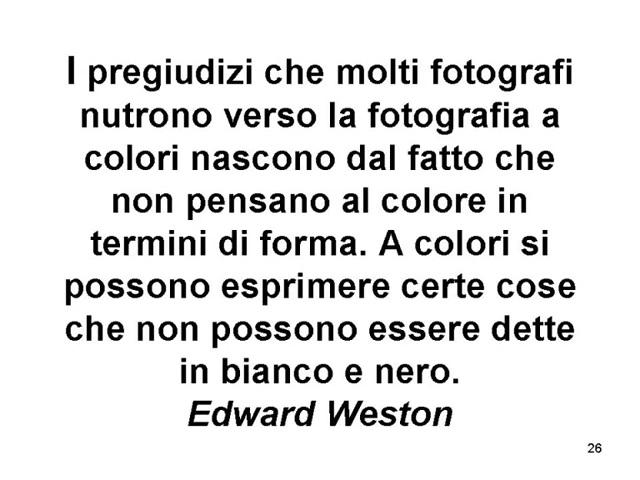 I pregiudizi che molti fotografi
nutrono verso la fotografia a
colori nascono dal fatto che
non pensano al colore in
termini di forma. A colori si
possono esprimere certe cose
che non possono essere dette
in bianco e nero.
Edward Weston
26